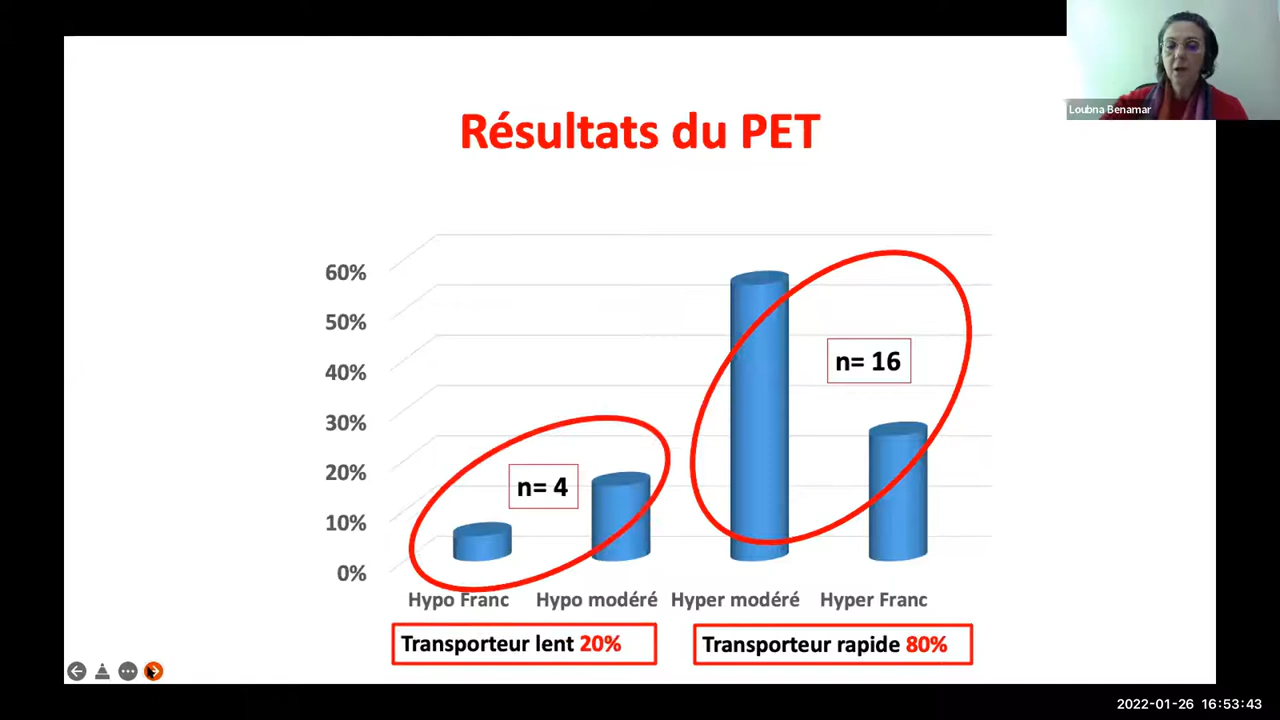 Loubna Benamar
Résultats du PET
60%
50%
40%
30%
20%
10%
0%
n= 4
n= 16
Hypo Franc
Hypo modéré
Hyper modéré
Hyper Franc
Transporteur lent 20%
Transporteur rapide 80%
2022-01-26 16:53:43